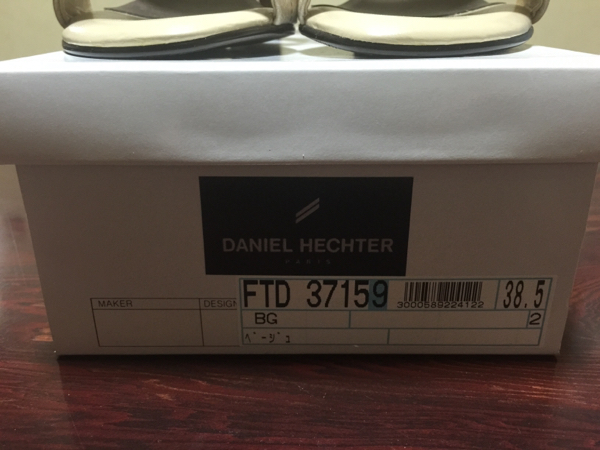 DANIEL HECHTER
PARIS
MAKER
DESIGN
FTD 37159
3000589224122
38.5
BG
2
ﾍﾞｰｼﾞｭ